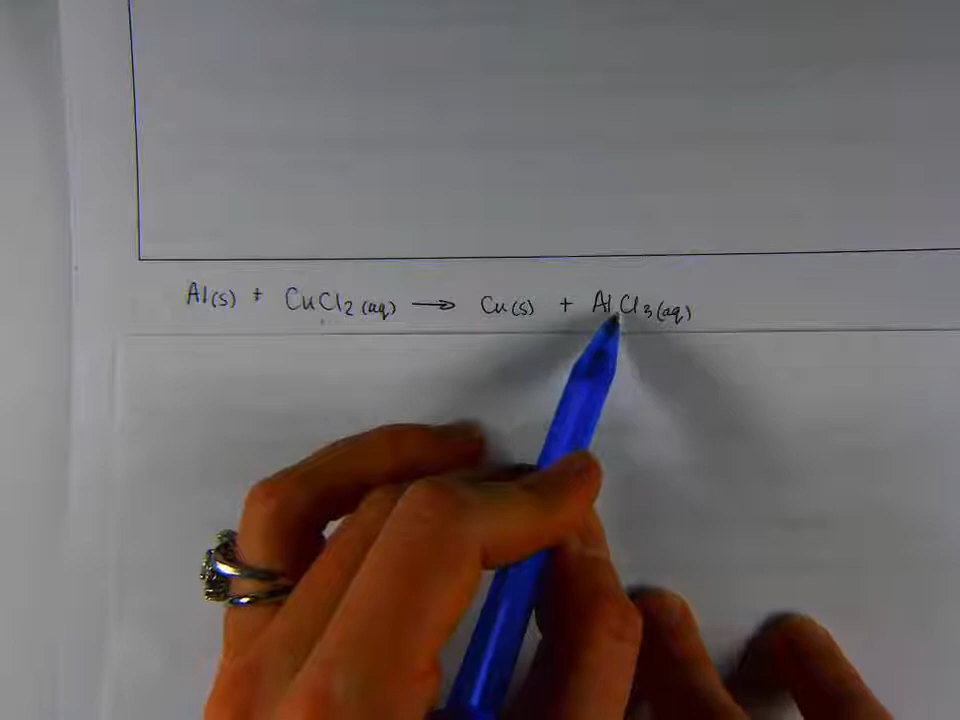 Al(s) + CuCl2(aq) → Cu(s) + AlCl3(aq)